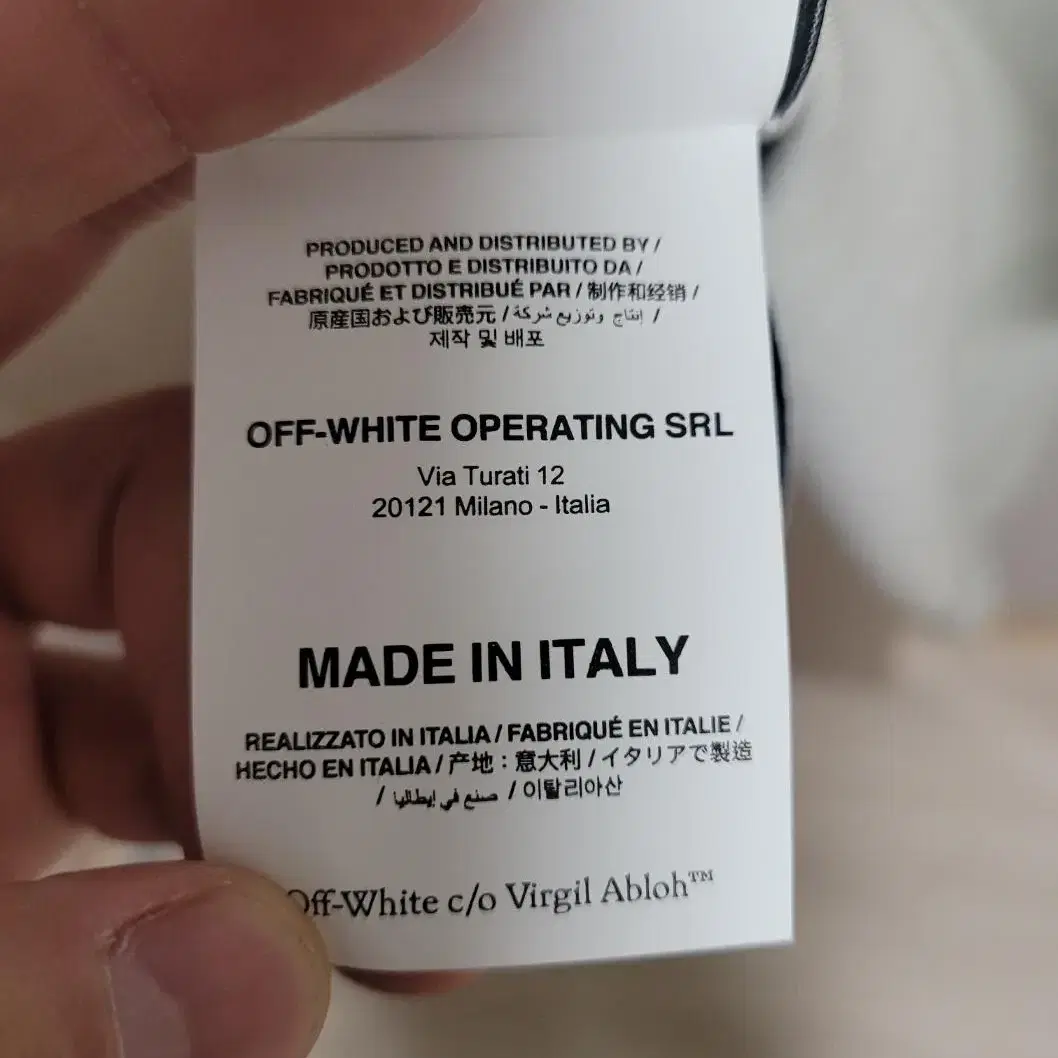 PRODUCED AND DISTRIBUTED BY /
PRODOTTO E DISTRIBUITO DA /
FABRIQUÉ ET DISTRIBUÉ PAR / 制作和经销 /
原産国および販売元 / إنتاج وتوزيع شركة /
제작 및 배포
OFF-WHITE OPERATING SRL
Via Turati 12
20121 Milano - Italia
MADE IN ITALY
REALIZZATO IN ITALIA / FABRIQUÉ EN ITALIE /
HECHO EN ITALIA / 产地：意大利 / イタリアで製造
/ صنع في إيطاليا / 이탈리아산
Off-White c/o Virgil Abloh™